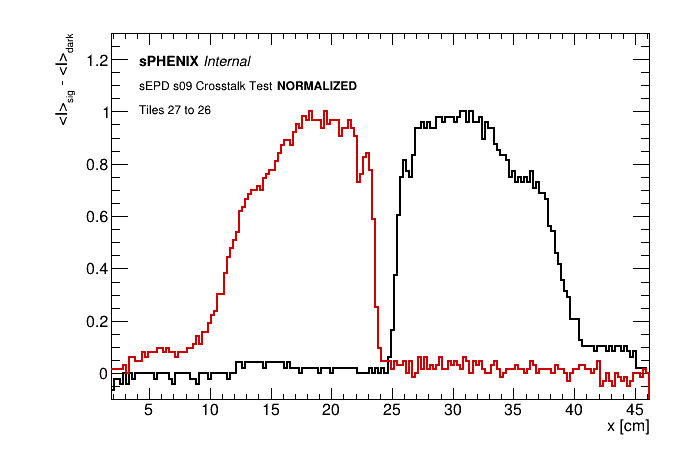 <I>sig - <I>dark
1.2
1
0.8
0.6
0.4
0.2
0
sPHENIX Internal
sEPD s09 Crosstalk Test NORMALIZED
Tiles 27 to 26
5 10 15 20 25 30 35 40 45
x [cm]